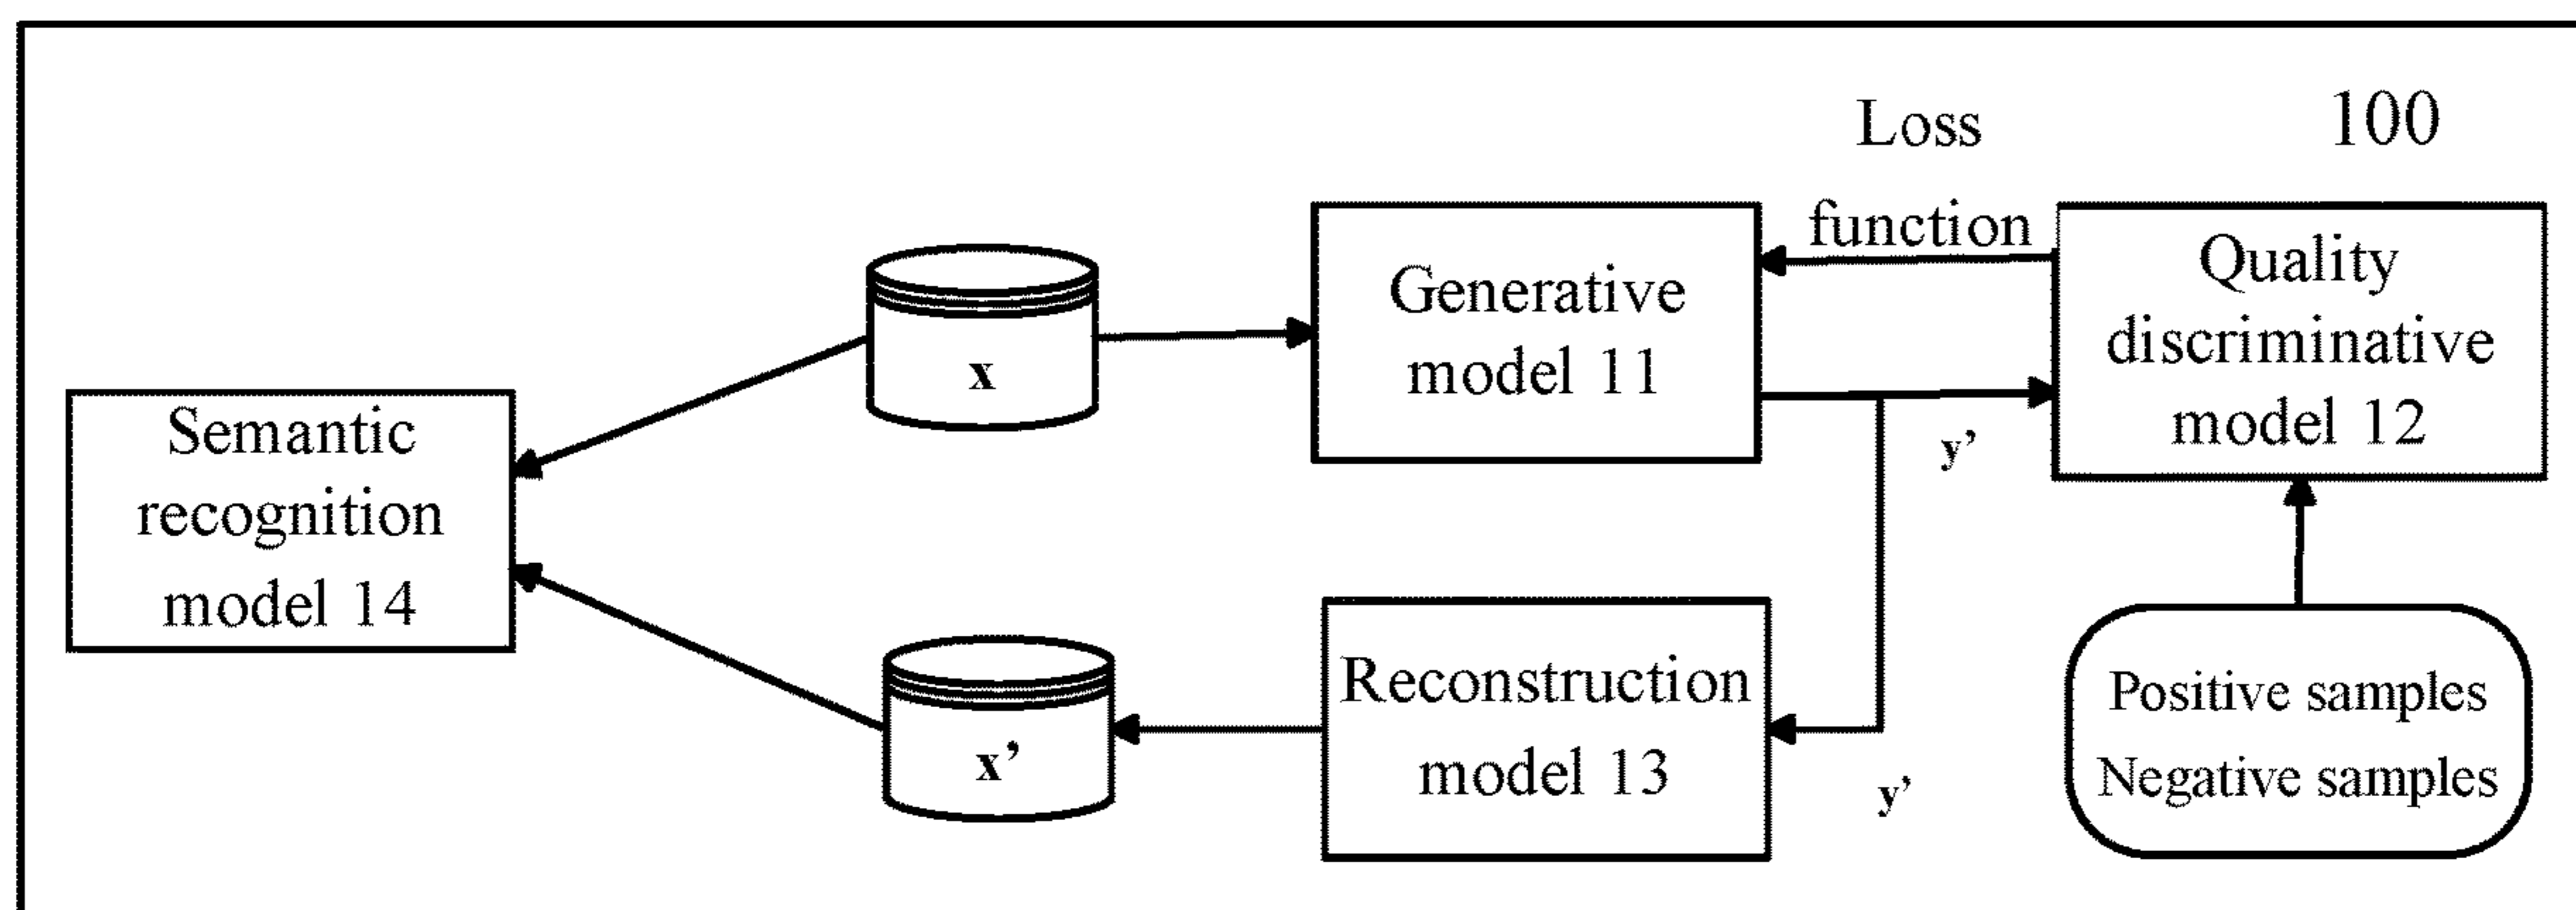 100
Loss
function
Generative
model 11
Quality
discriminative
model 12
x
y’
Semantic
recognition
model 14
x’
Reconstruction
model 13
y’
Positive samples
Negative samples